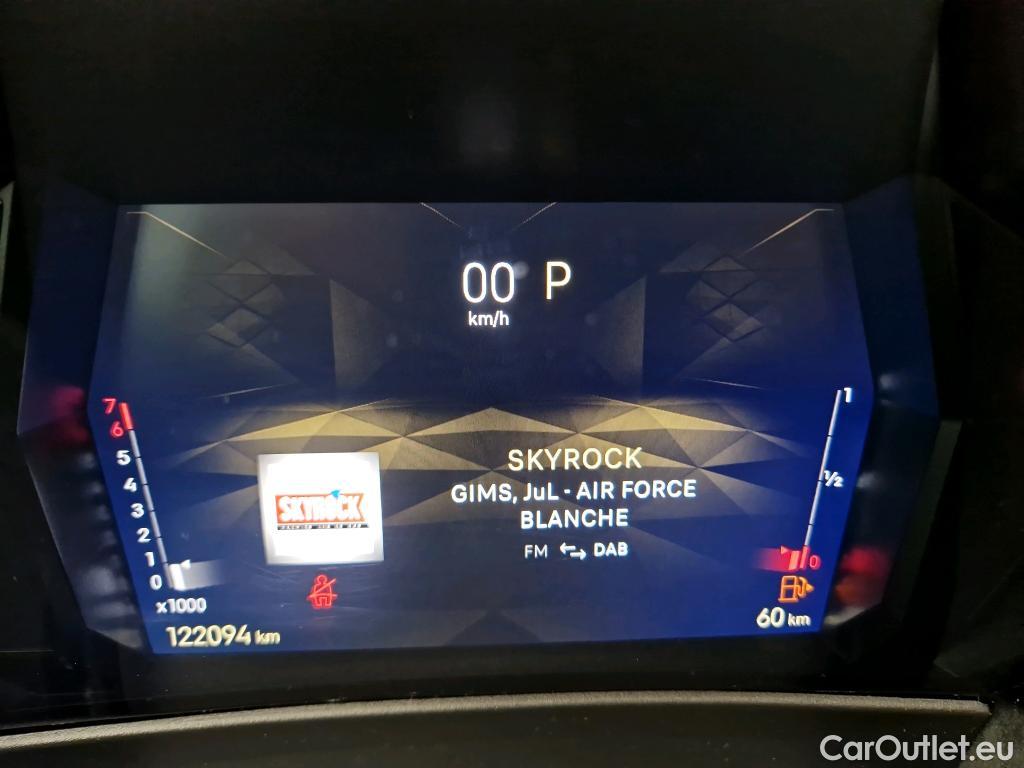 00 P
km/h
7
6
5
4
3
2
1
0
x1000
122094 km
SKYROCK
SKYROCK
GIMS, JuL - AIR FORCE
BLANCHE
FM DAB
1
1/2
0
60 km
CarOutlet.eu